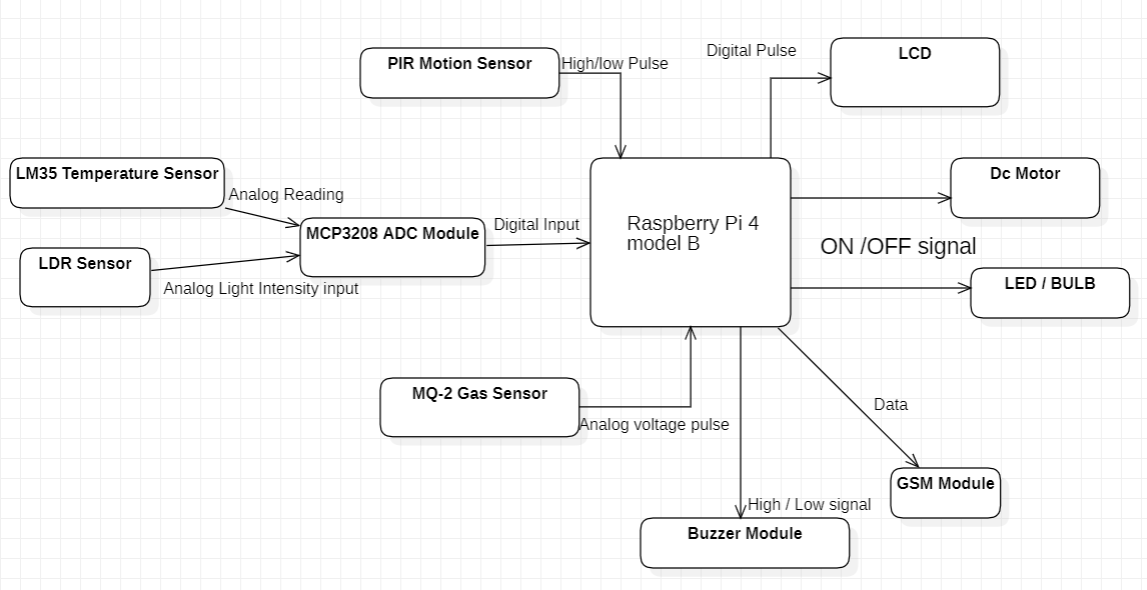 PIR Motion Sensor
High/low Pulse
Digital Pulse
LCD
LM35 Temperature Sensor
Analog Reading
MCP3208 ADC Module
Digital Input
LDR Sensor
Analog Light Intensity input
Raspberry Pi 4
model B
Dc Motor
ON /OFF signal
LED / BULB
MQ-2 Gas Sensor
Analog voltage pulse
Data
GSM Module
High / Low signal
Buzzer Module